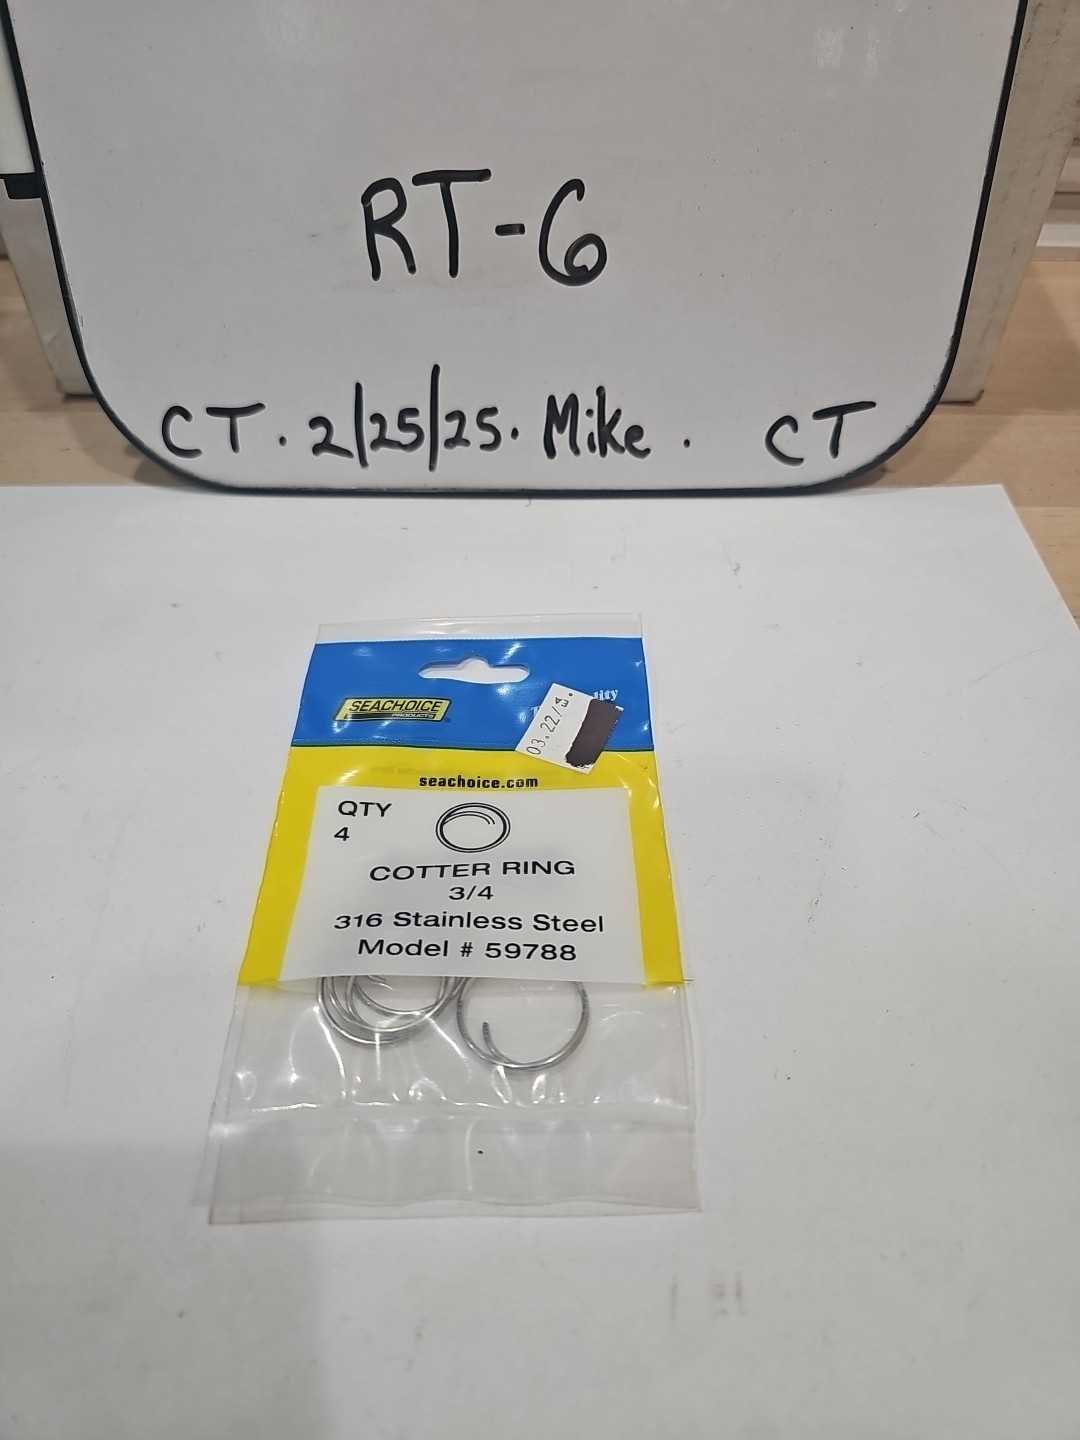 RT-6
CT. 2/25/25. Mike. CT
SEACHOICE
PRODUCTS
seachoice.com
QTY
4
COTTER RING
3/4
316 Stainless Steel
Model # 59788